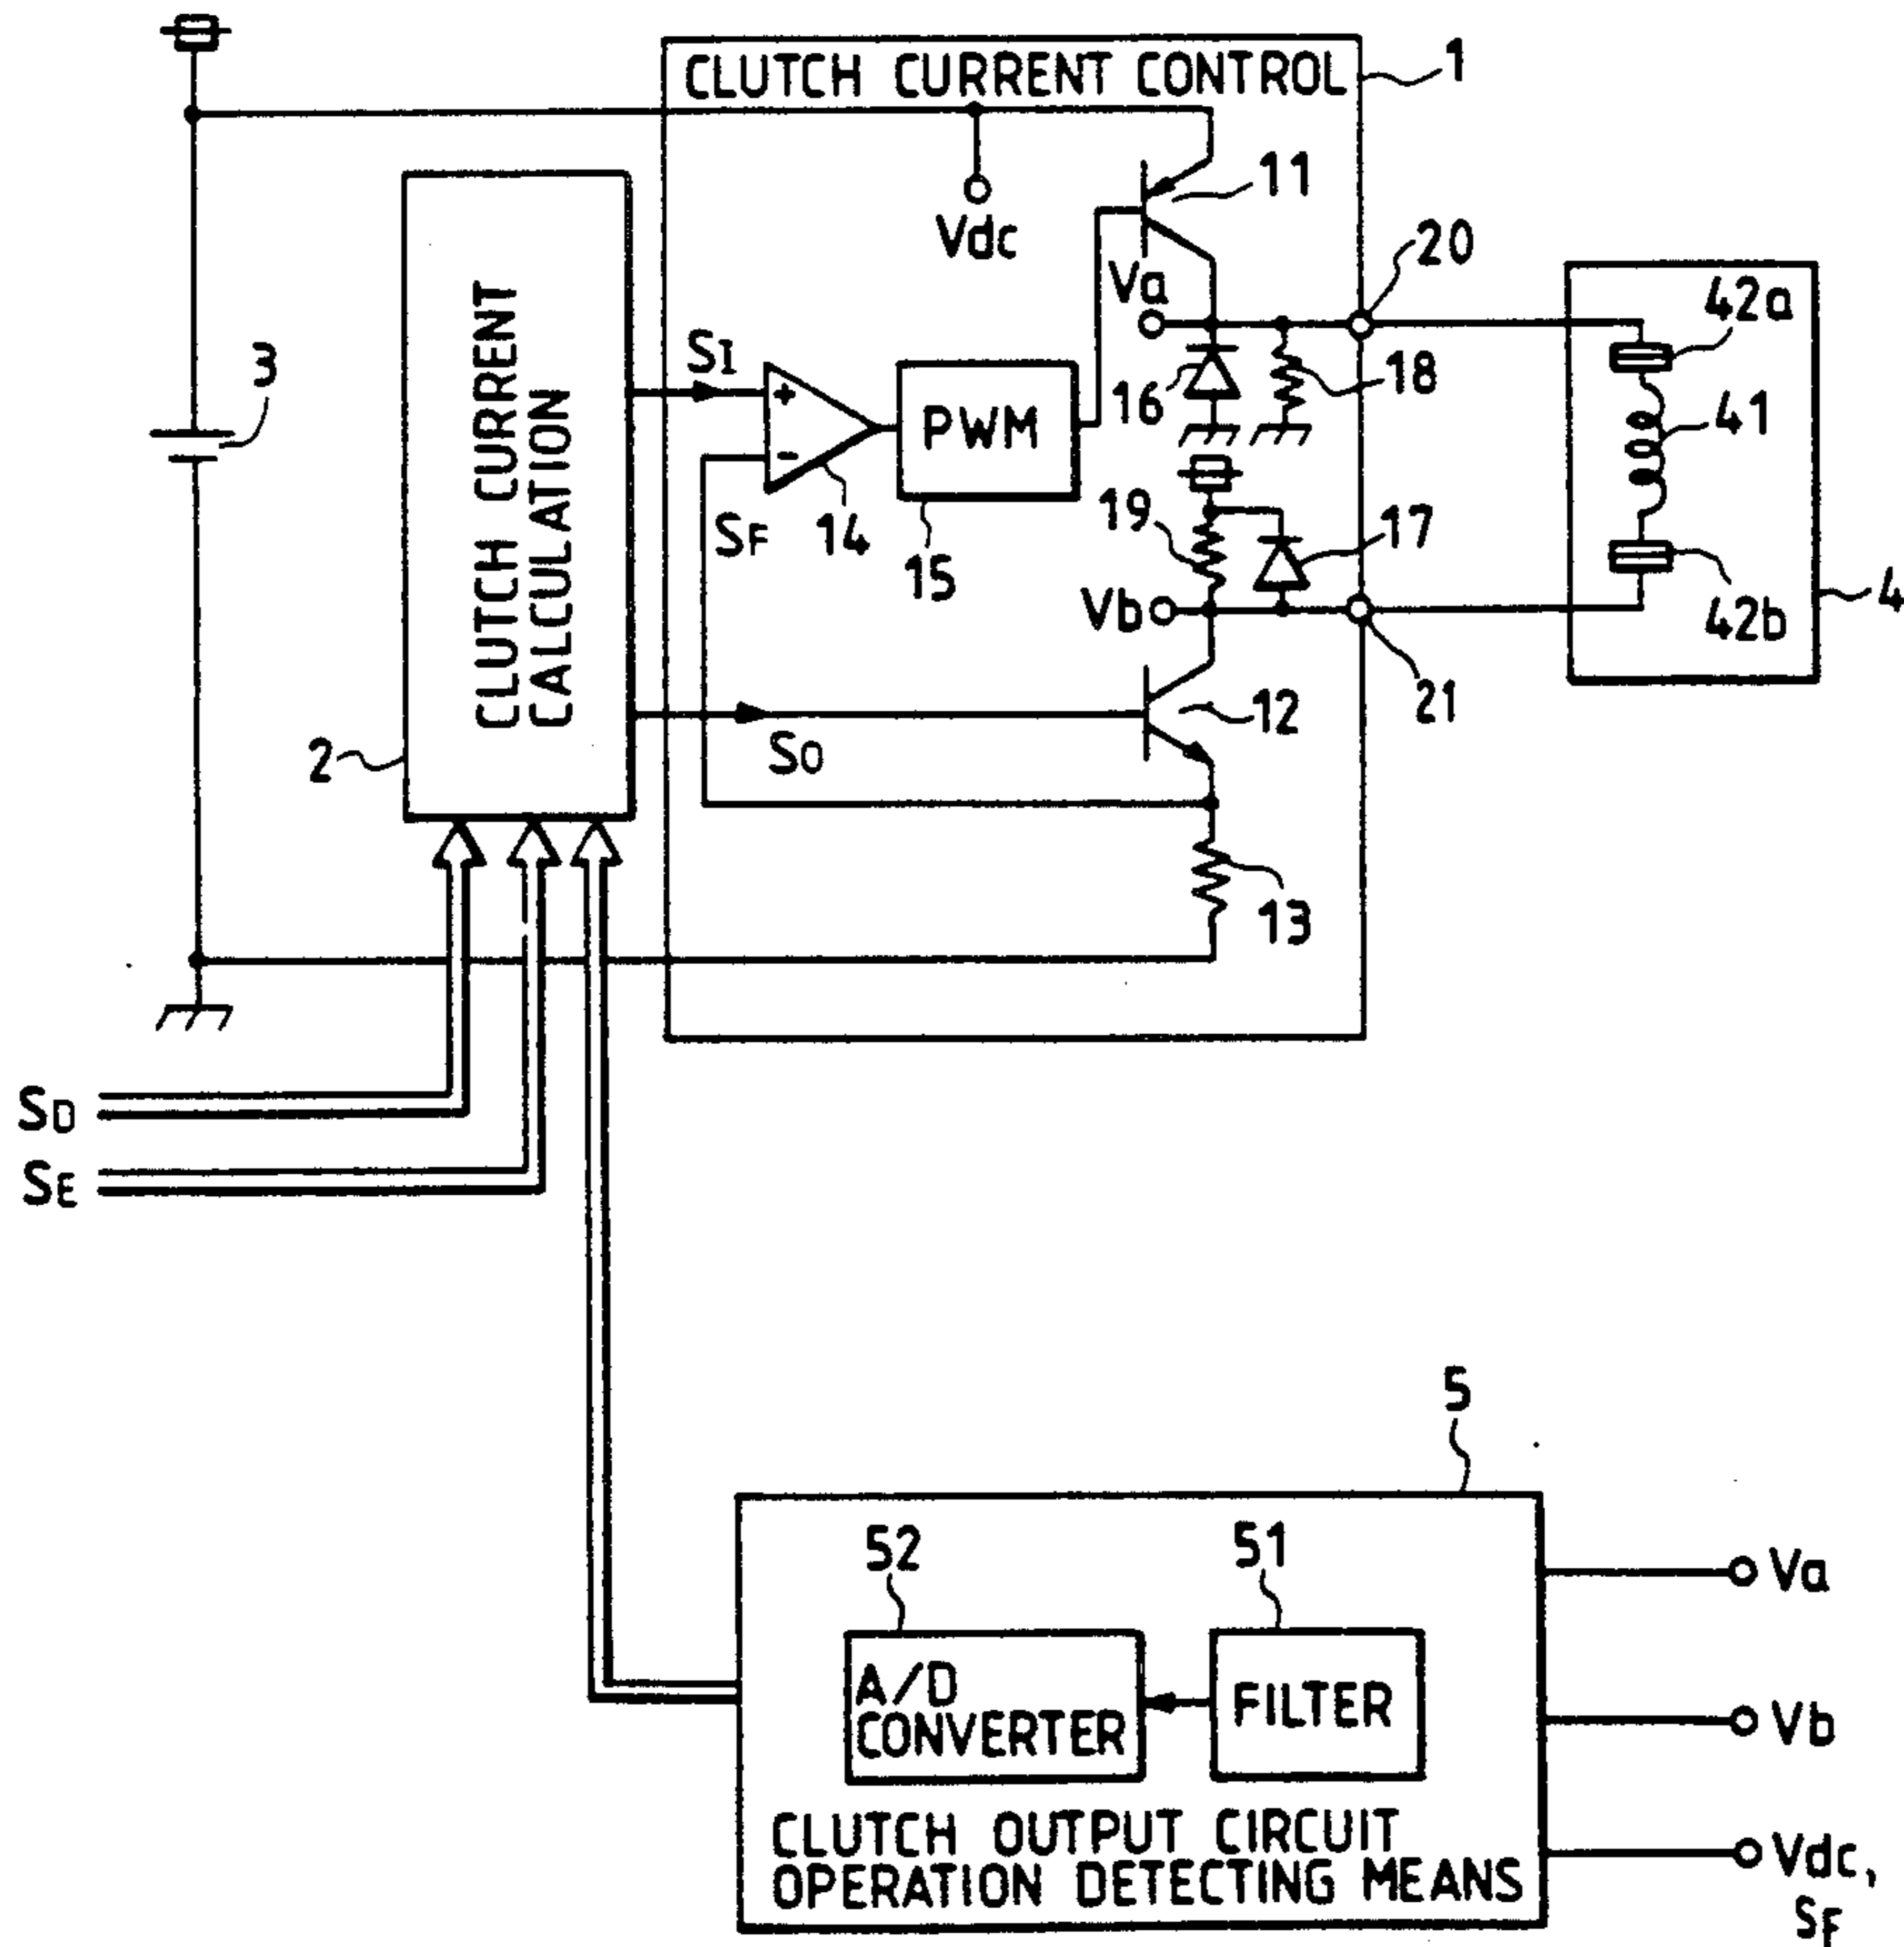 CLUTCH CURRENT CONTROL
1
11
Vdc
20
Va
42a
3
SI
18
16
41
CLUTCH CURRENT
CALCULATION
+
PWM
-
19
17
SF
14
15
Vb
4
42b
21
12
2
SO
13
SD
SE
5
52
51
Va
A/D
CONVERTER
FILTER
Vb
CLUTCH OUTPUT CIRCUIT
OPERATION DETECTING MEANS
Vdc,
SF